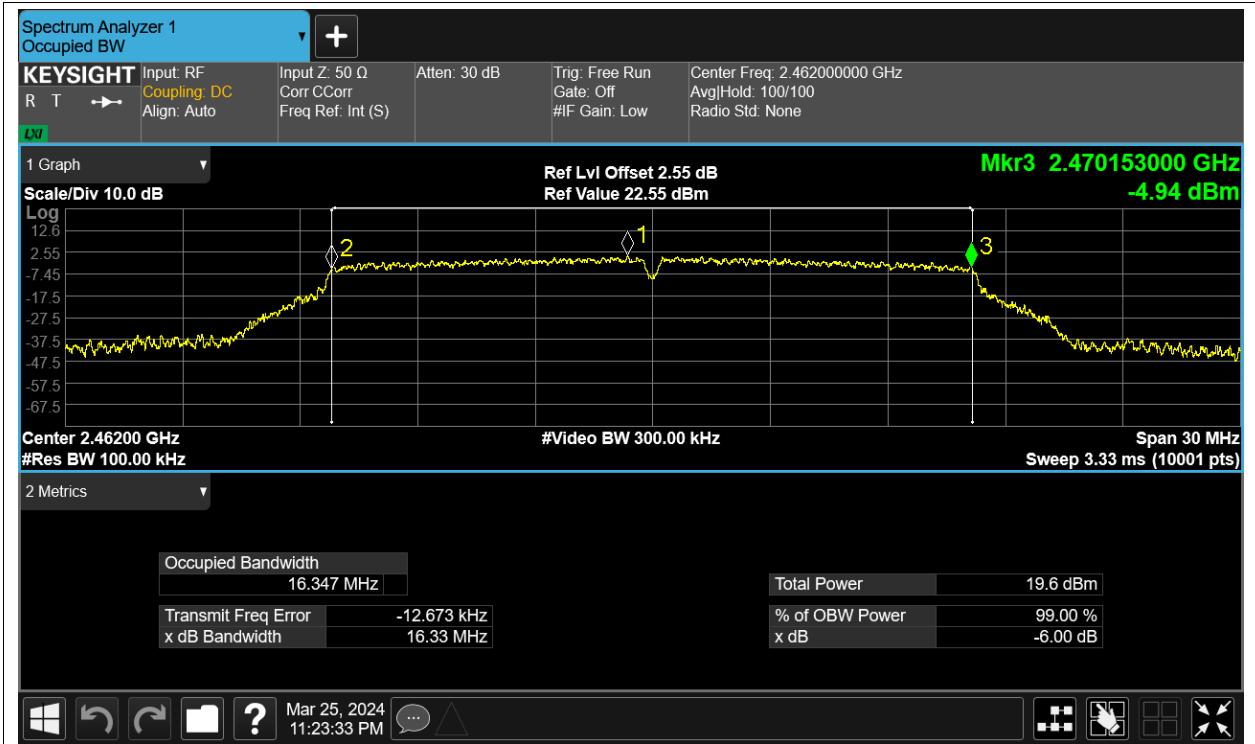 Spectrum Analyzer 1
Occupied BW
KEYSIGHT
R T
LXI
Input: RF
Coupling: DC
Align: Auto
Input Z: 50 Ω
Corr CCorr
Freq Ref: Int (S)
Atten: 30 dB
Trig: Free Run
Gate: Off
#IF Gain: Low
Center Freq: 2.462000000 GHz
Avg|Hold: 100/100
Radio Std: None
1 Graph
Scale/Div 10.0 dB
Ref Lvl Offset 2.55 dB
Ref Value 22.55 dBm
Mkr3 2.470153000 GHz
-4.94 dBm
Log
12.6
2.55
-7.45
-17.5
-27.5
-37.5
-47.5
-57.5
-67.5
2
1
3
Center 2.46200 GHz
#Res BW 100.00 kHz
#Video BW 300.00 kHz
Span 30 MHz
Sweep 3.33 ms (10001 pts)
2 Metrics
Occupied Bandwidth
16.347 MHz
Transmit Freq Error -12.673 kHz
x dB Bandwidth 16.33 MHz
Total Power 19.6 dBm
% of OBW Power 99.00 %
x dB -6.00 dB
?
Mar 25, 2024
11:23:33 PM